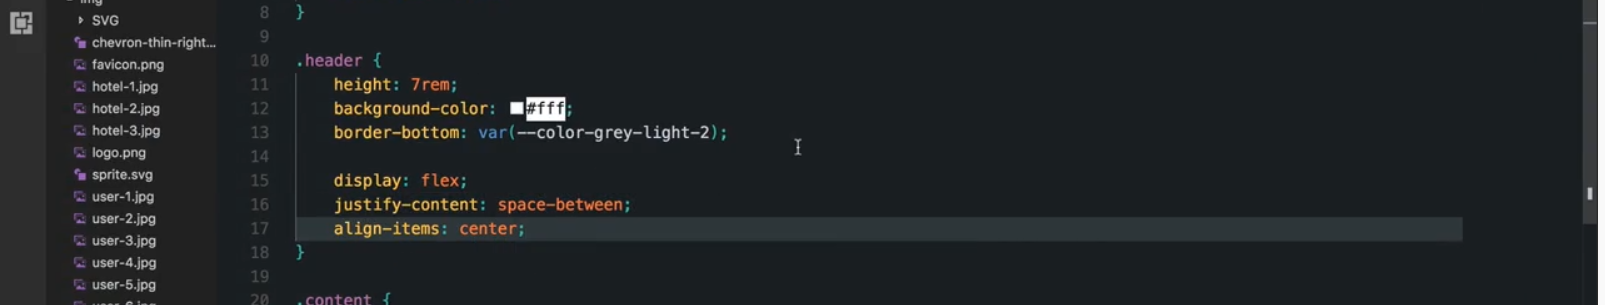 img
SVG
chevron-thin-right...
favicon.png
hotel-1.jpg
hotel-2.jpg
hotel-3.jpg
logo.png
sprite.svg
user-1.jpg
user-2.jpg
user-3.jpg
user-4.jpg
user-5.jpg
8 }
9
10 .header {
11 height: 7rem;
12 background-color: #fff;
13 border-bottom: var(--color-grey-light-2);
14
15 display: flex;
16 justify-content: space-between;
17 align-items: center;
18 }
19
20 .content {